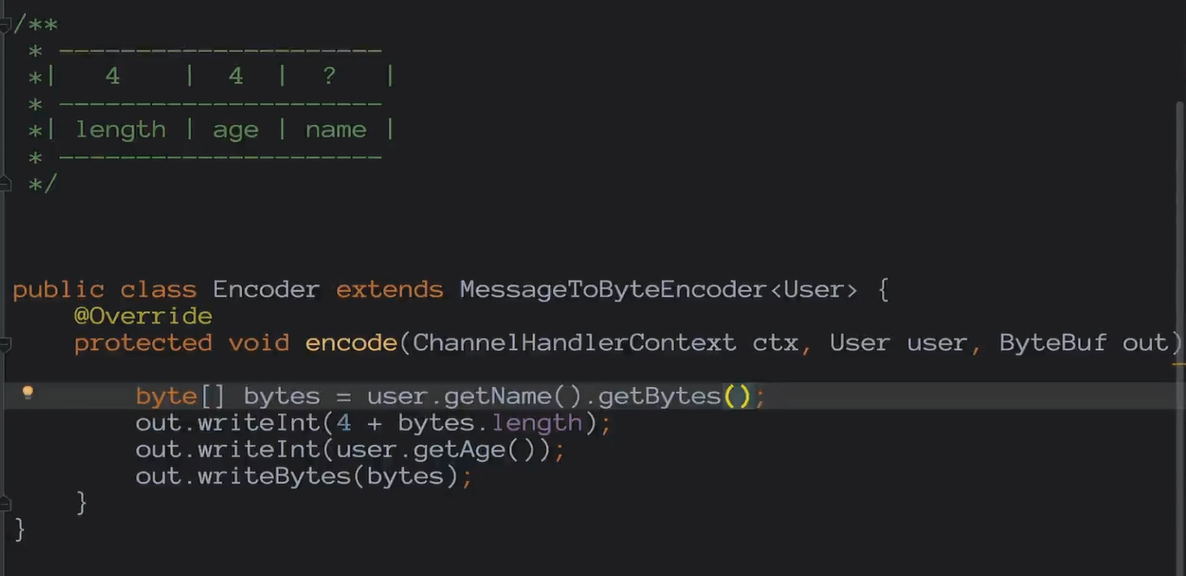 /**
 * ---------------------
 *|   4    |  4  |  ?   |
 * ---------------------
 *| length | age | name |
 * ---------------------
 */
public class Encoder extends MessageToByteEncoder<User> {
    @Override
    protected void encode(ChannelHandlerContext ctx, User user, ByteBuf out)
        byte[] bytes = user.getName().getBytes();
        out.writeInt(4 + bytes.length);
        out.writeInt(user.getAge());
        out.writeBytes(bytes);
    }
}